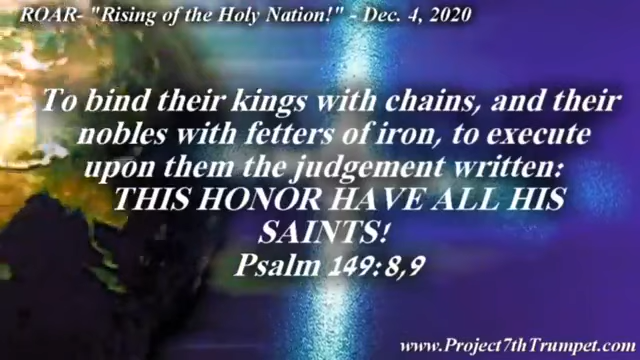 ROAR- "Rising of the Holy Nation!" - Dec. 4, 2020
To bind their kings with chains, and their
nobles with fetters of iron, to execute
upon them the judgement written:
THIS HONOR HAVE ALL HIS
SAINTS!
Psalm 149:8,9
www.Project7thTrumpet.com